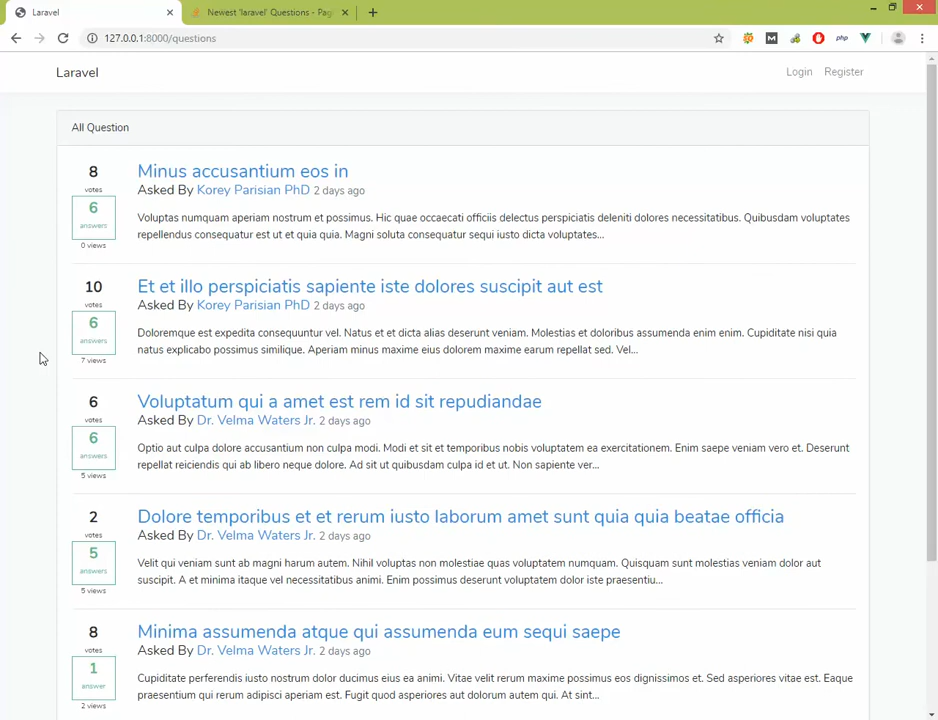 Laravel
Newest 'laravel' Questions - Pag
127.0.0.1:8000/questions
php
Laravel
Login Register
All Question
8
votes
6
answers
0 views
Minus accusantium eos in
Asked By Korey Parisian PhD 2 days ago
Voluptas numquam aperiam nostrum et possimus. Hic quae occaecati officiis delectus perspiciatis deleniti dolores necessitatibus. Quibusdam voluptates
repellendus consequatur est ut et quia quia. Magni soluta consequatur sequi iusto dicta voluptates...
10
votes
6
answers
7 views
Et et illo perspiciatis sapiente iste dolores suscipit aut est
Asked By Korey Parisian PhD 2 days ago
Doloremque est expedita consequuntur vel. Natus et et dicta alias deserunt veniam. Molestias et doloribus assumenda enim enim. Cupiditate nisi quia
natus explicabo possimus similique. Aperiam minus maxime eius dolorem maxime earum repellat sed. Vel...
6
votes
6
answers
5 views
Voluptatum qui a amet est rem id sit repudiandae
Asked By Dr. Velma Waters Jr. 2 days ago
Optio aut culpa dolore accusantium non culpa modi. Modi et sit et temporibus nobis voluptatem ea exercitationem. Enim saepe veniam vero et. Deserunt
repellat reiciendis qui ab libero neque dolore. Ad sit ut quibusdam culpa id et ut. Non sapiente ver...
2
votes
5
answers
5 views
Dolore temporibus et et rerum iusto laborum amet sunt quia quia beatae officia
Asked By Dr. Velma Waters Jr. 2 days ago
Velit qui veniam sunt ab magni harum autem. Nihil voluptas non molestiae quas voluptatem numquam. Quisquam sunt molestias veniam dolor aut
suscipit. A et minima itaque vel necessitatibus animi. Enim possimus deserunt voluptatem dolor iste praesentiu...
8
votes
1
answer
2 views
Minima assumenda atque qui assumenda eum sequi saepe
Asked By Dr. Velma Waters Jr. 2 days ago
Cupiditate perferendis iusto nostrum dolor ducimus eius ea animi. Vitae velit rerum maxime possimus eos dignissimos et. Sed asperiores vitae est. Eaque
praesentium qui rerum adipisci aperiam est. Fugit quod asperiores aut dolorum autem qui. At sint...